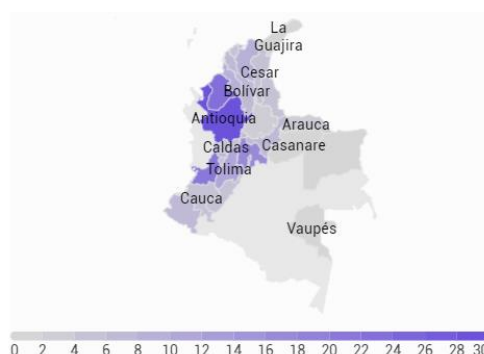 La
Guajira
Cesar
Bolívar
Antioquia
Arauca
Caldas
Casanare
Tolima
Cauca
Vaupés
0 2 4 6 8 10 12 14 16 18 20 22 24 26 28 30